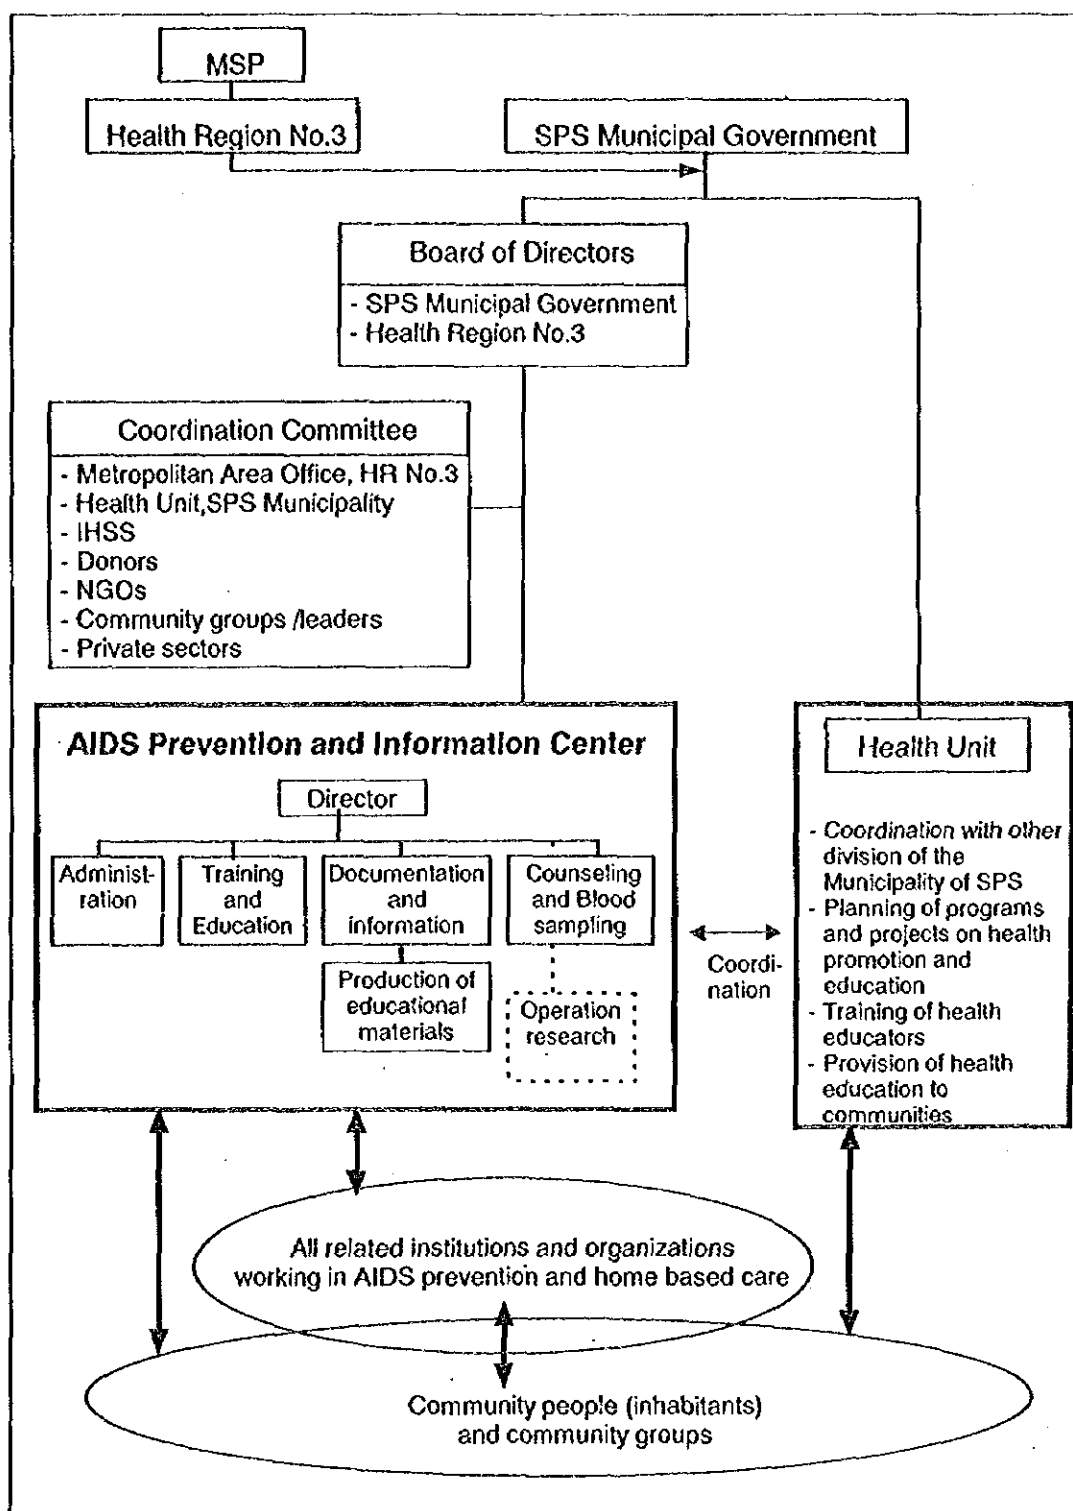 MSP
Health Region No.3
SPS Municipal Government
Board of Directors
- SPS Municipal Government
- Health Region No.3
Coordination Committee
- Metropolitan Area Office, HR No.3
- Health Unit,SPS Municipality
- IHSS
- Donors
- NGOs
- Community groups /leaders
- Private sectors
AIDS Prevention and Information Center
Director
Administ-
ration
Training
and
Education
Documentation
and
information
Counseling
and Blood
sampling
Production of
educational
materials
Operation
research
Coordi-
nation
Health Unit
- Coordination with other
division of the
Municipality of SPS
- Planning of programs
and projects on health
promotion and
education
- Training of health
educators
- Provision of health
education to
communities
All related institutions and organizations
working in AIDS prevention and home based care
Community people (inhabitants)
and community groups